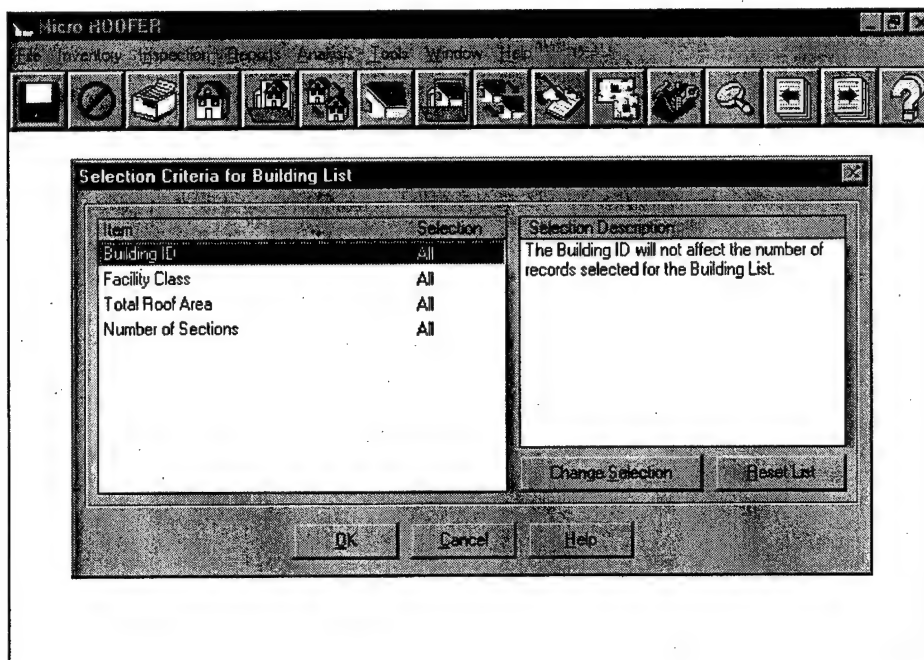 Micro ROOFER
File Inventory Inspection Reports Analysis Tools Window Help
Selection Criteria for Building List
Item Selection
Building ID All
Facility Class All
Total Roof Area All
Number of Sections All
Selection Description
The Building ID will not affect the number of
records selected for the Building List.
Change Selection Reset List
OK Cancel Help